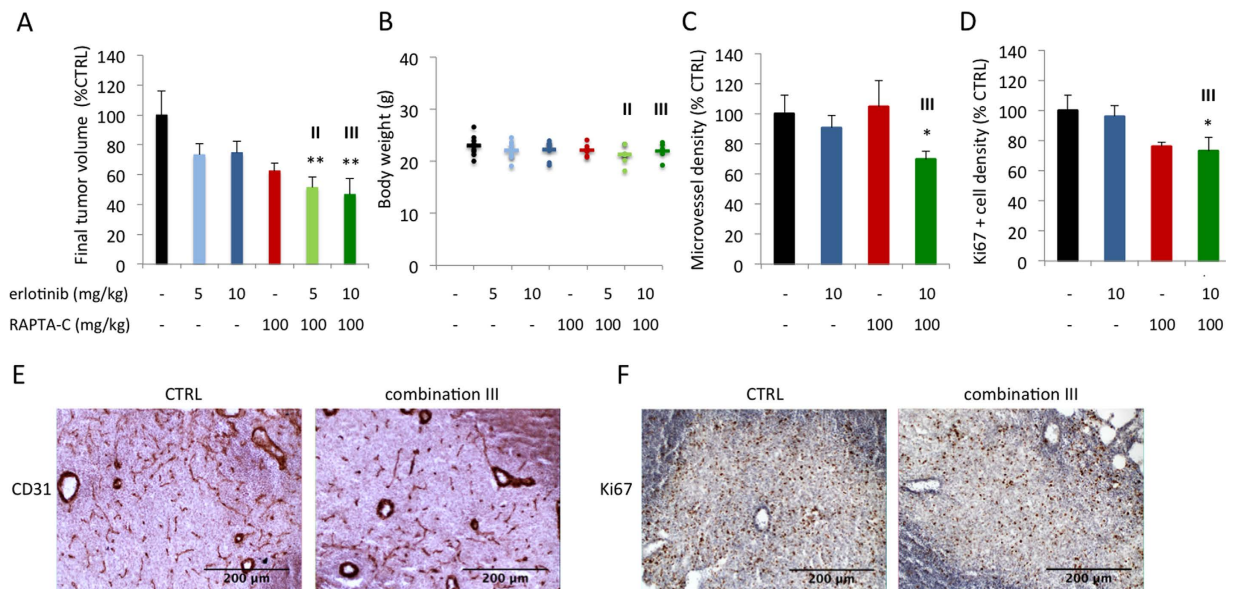 A
B
C
D
Final tumor volume (%CTRL)
140
120
100
80
60
40
20
0
II
III
**
**
Body weight (g)
40
30
20
10
0
II
III
Microvessel density (% CTRL)
140
120
100
80
60
40
20
0
III
*
Ki67 + cell density (% CTRL)
140
120
100
80
60
40
20
0
III
*
erlotinib (mg/kg) - 5 10 - 5 10 - 5 10 - 5 10 - 10 - 10 - 10 - 10
RAPTA-C (mg/kg) - - - 100 100 100 - - - 100 100 100 - - 100 100 - - 100 100
E
F
CTRL
combination III
CTRL
combination III
CD31
Ki67
200 µm
200 µm
200 µm
200 µm